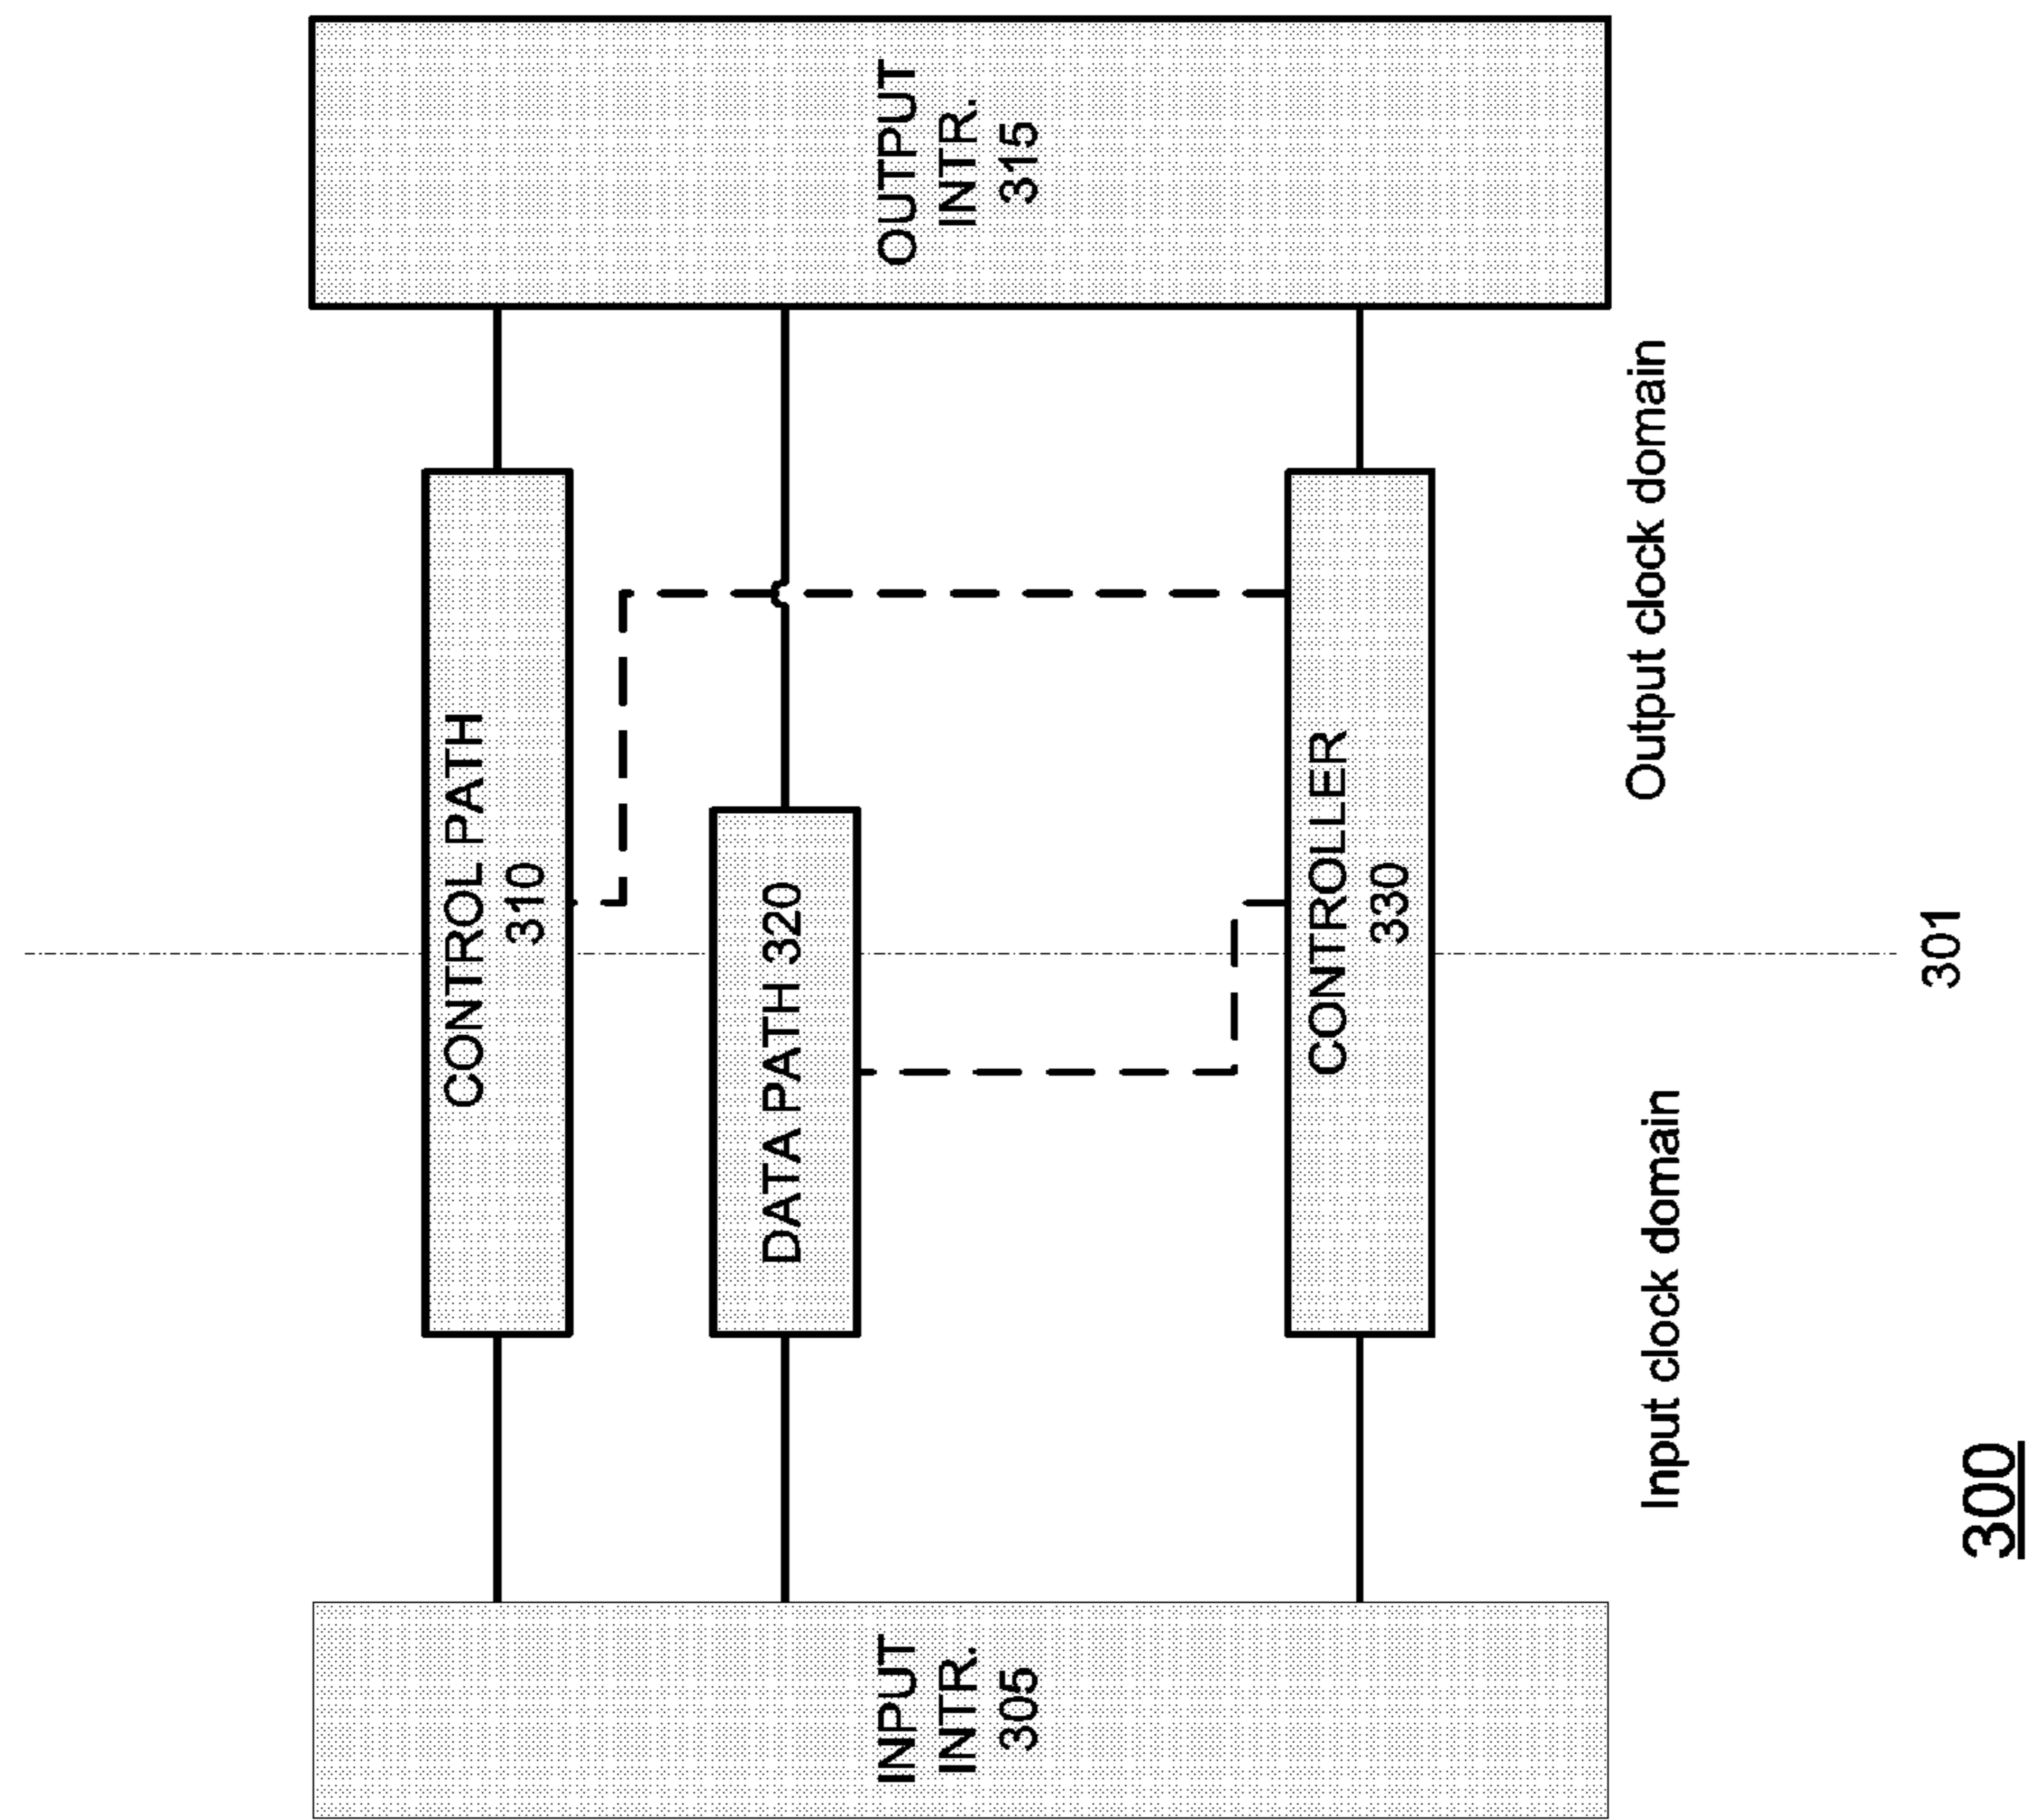 CONTROL PATH
310
DATA PATH 320
INPUT
INTR.
305
OUTPUT
INTR.
315
CONTROLLER
330
Input clock domain
Output clock domain
301
300